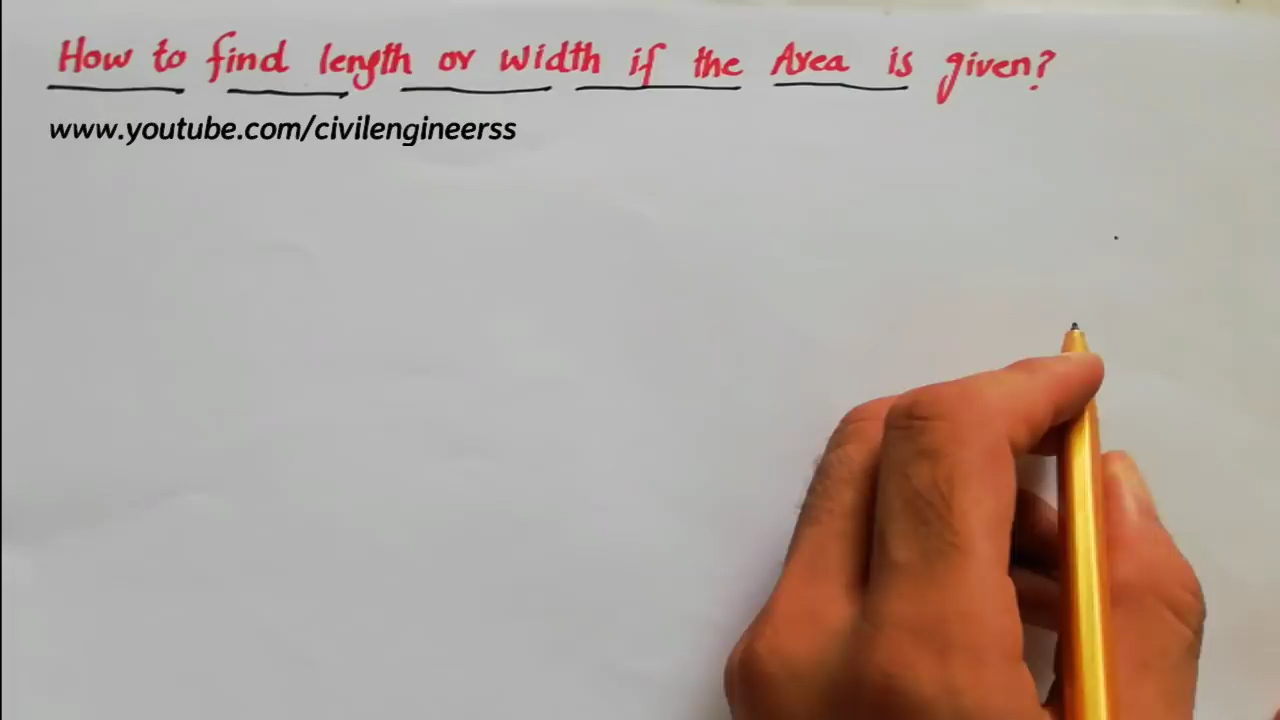 How to find length or width if the Area is given?
www.youtube.com/civilengineerss